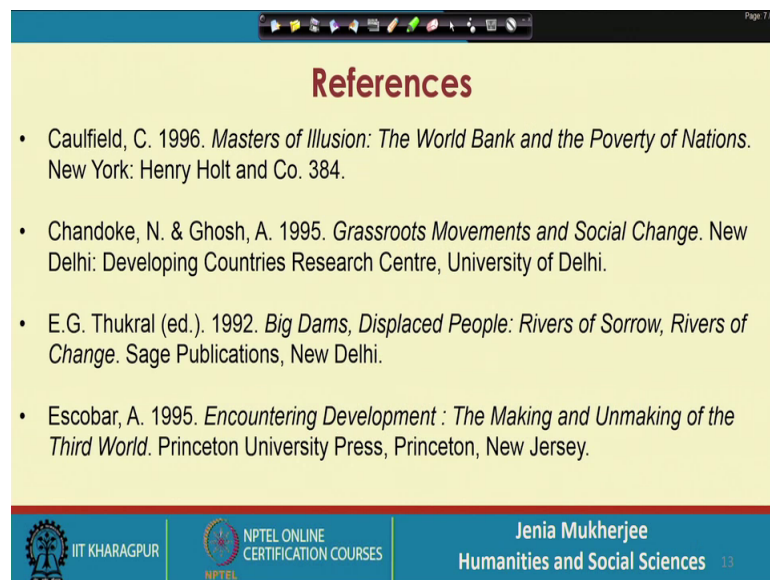 Page: 7 /
References
• Caulfield, C. 1996. Masters of Illusion: The World Bank and the Poverty of Nations.
New York: Henry Holt and Co. 384.
• Chandoke, N. & Ghosh, A. 1995. Grassroots Movements and Social Change. New
Delhi: Developing Countries Research Centre, University of Delhi.
• E.G. Thukral (ed.). 1992. Big Dams, Displaced People: Rivers of Sorrow, Rivers of
Change. Sage Publications, New Delhi.
• Escobar, A. 1995. Encountering Development : The Making and Unmaking of the
Third World. Princeton University Press, Princeton, New Jersey.
IIT KHARAGPUR
NPTEL
NPTEL ONLINE
CERTIFICATION COURSES
Jenia Mukherjee
Humanities and Social Sciences
13